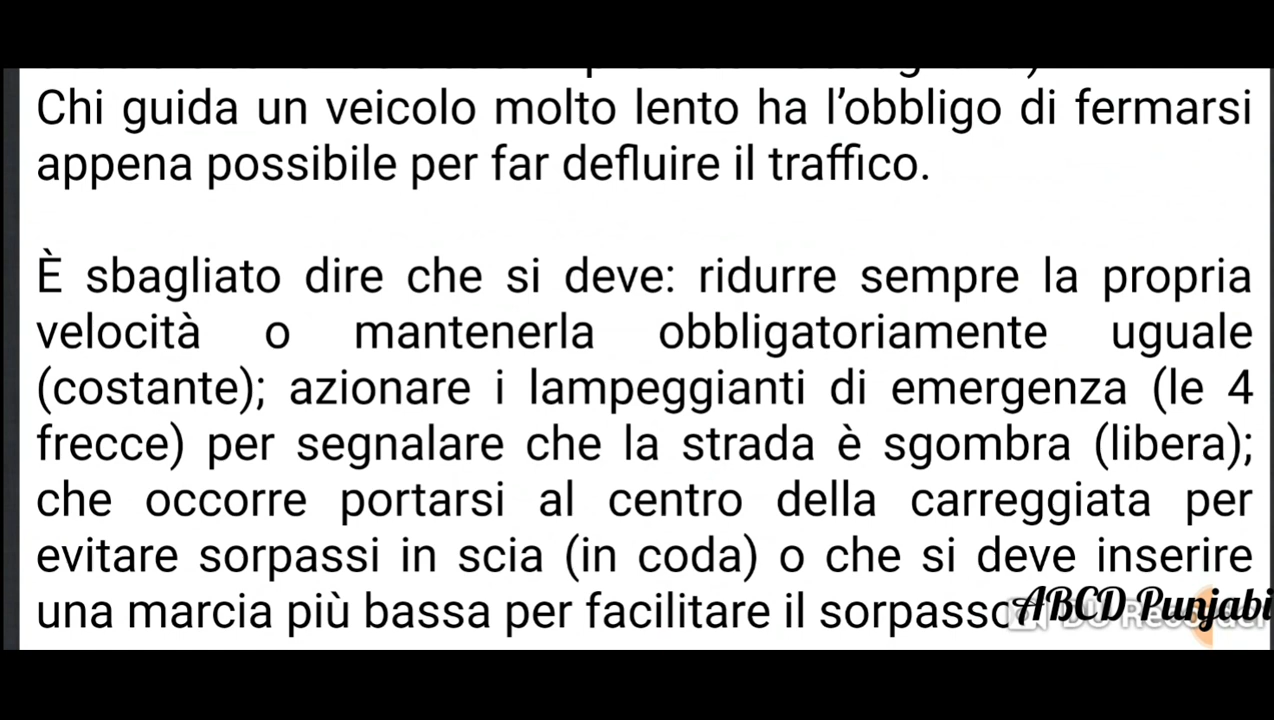 Chi guida un veicolo molto lento ha l’obbligo di fermarsi
appena possibile per far defluire il traffico.
È sbagliato dire che si deve: ridurre sempre la propria
velocità o mantenerla obbligatoriamente uguale
(costante); azionare i lampeggianti di emergenza (le 4
frecce) per segnalare che la strada è sgombra (libera);
che occorre portarsi al centro della carreggiata per
evitare sorpassi in scia (in coda) o che si deve inserire
una marcia più bassa per facilitare il sorpasso
ABCD Punjabi